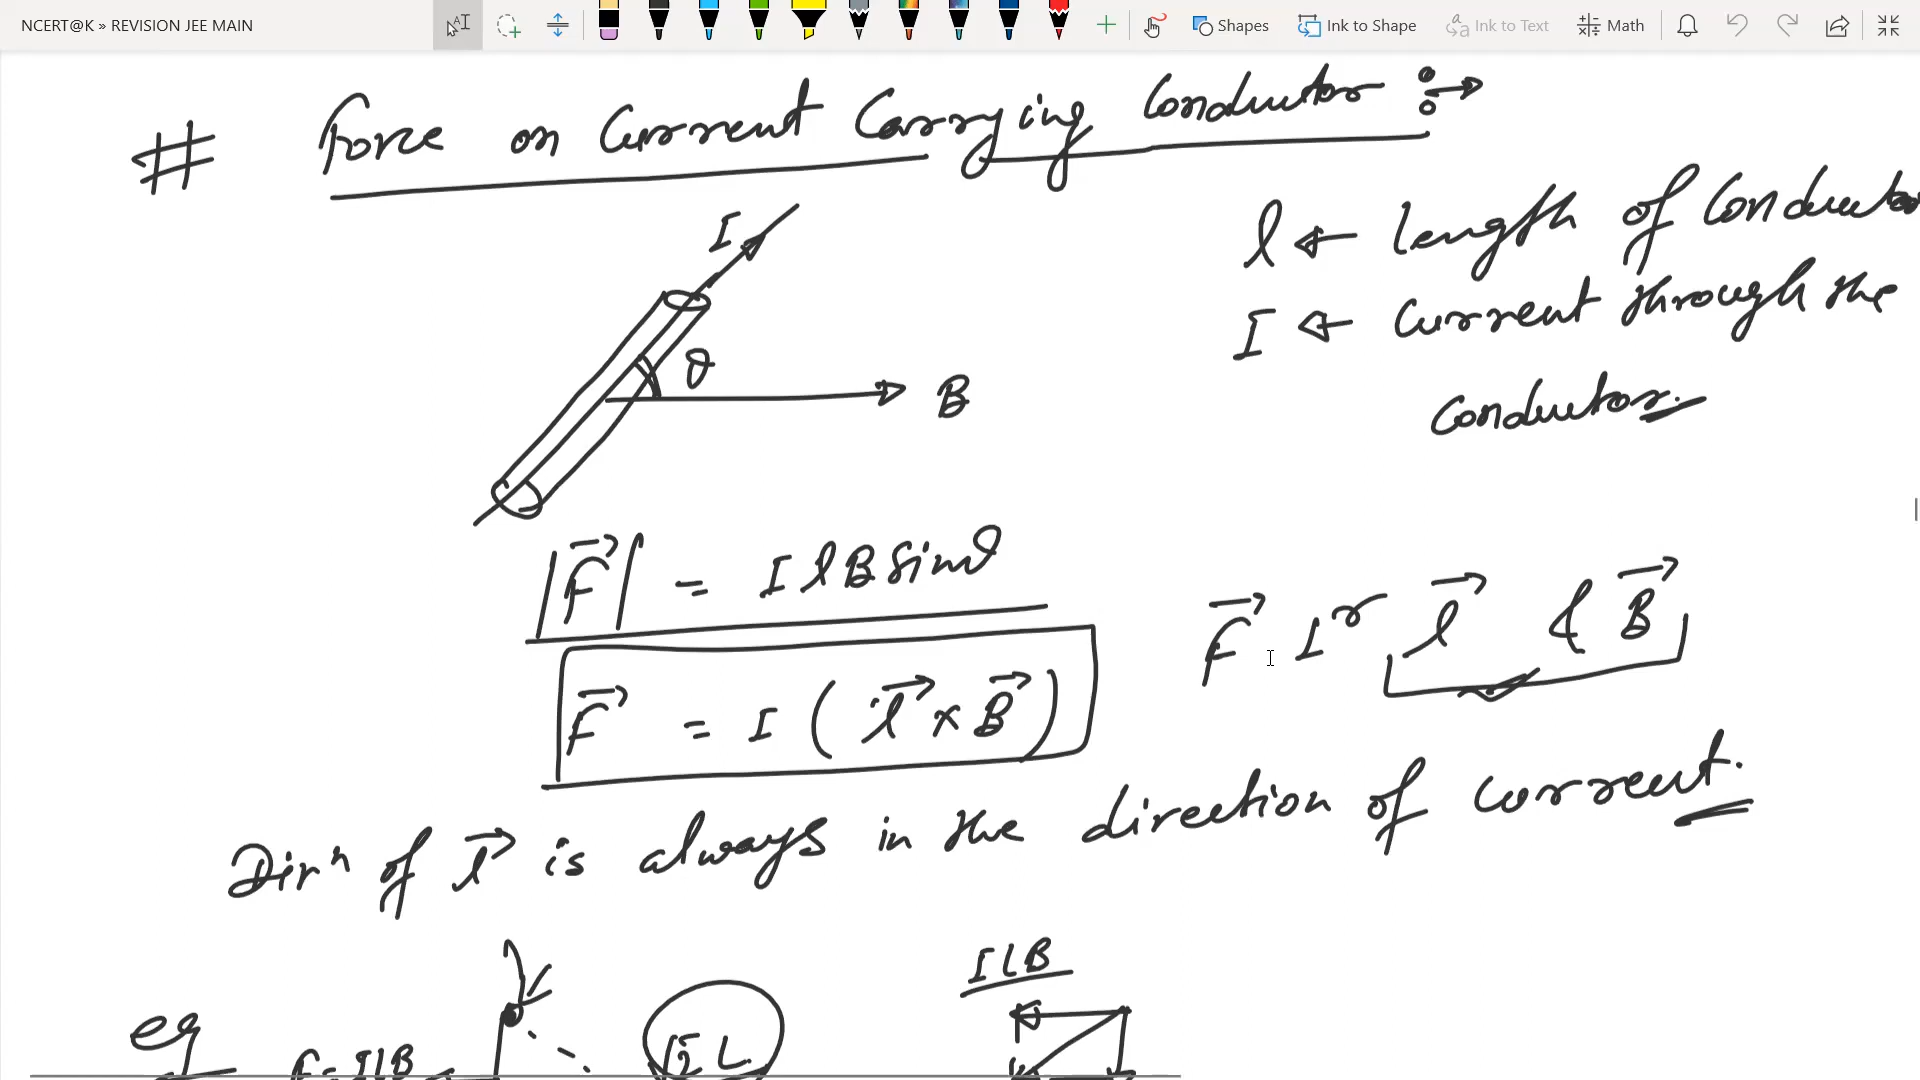 NCERT@K » REVISION JEE MAIN
Shapes
Ink to Shape
Ink to Text
Math
# Force on Current Carrying Conductor :→
I
θ
B
l ← length of Conductor
I ← Current through the
Conductor.
|F⃗| = I l B Sinθ
F⃗ = I ( l⃗ × B⃗ )
F⃗ ⊥r l⃗ & B⃗
Dirn of l⃗ is always in the direction of current.
eg
F = IlB
√2 L
IlB